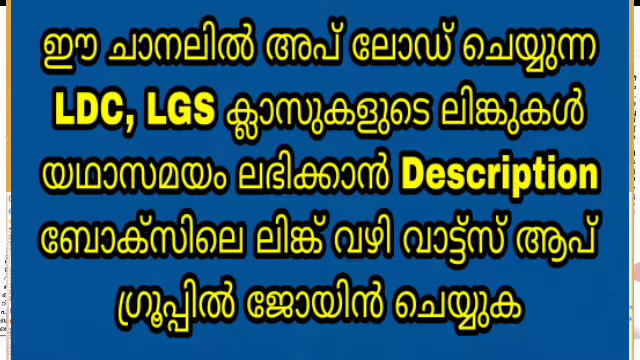 ഈ ചാനലിൽ അപ് ലോഡ് ചെയ്യുന്ന
LDC, LGS ക്ലാസുകളുടെ ലിങ്കുകൾ
യഥാസമയം ലഭിക്കാൻ Description
ബോക്സിലെ ലിങ്ക് വഴി വാട്ട്സ് ആപ്
ഗ്രൂപ്പിൽ ജോയിൻ ചെയ്യുക